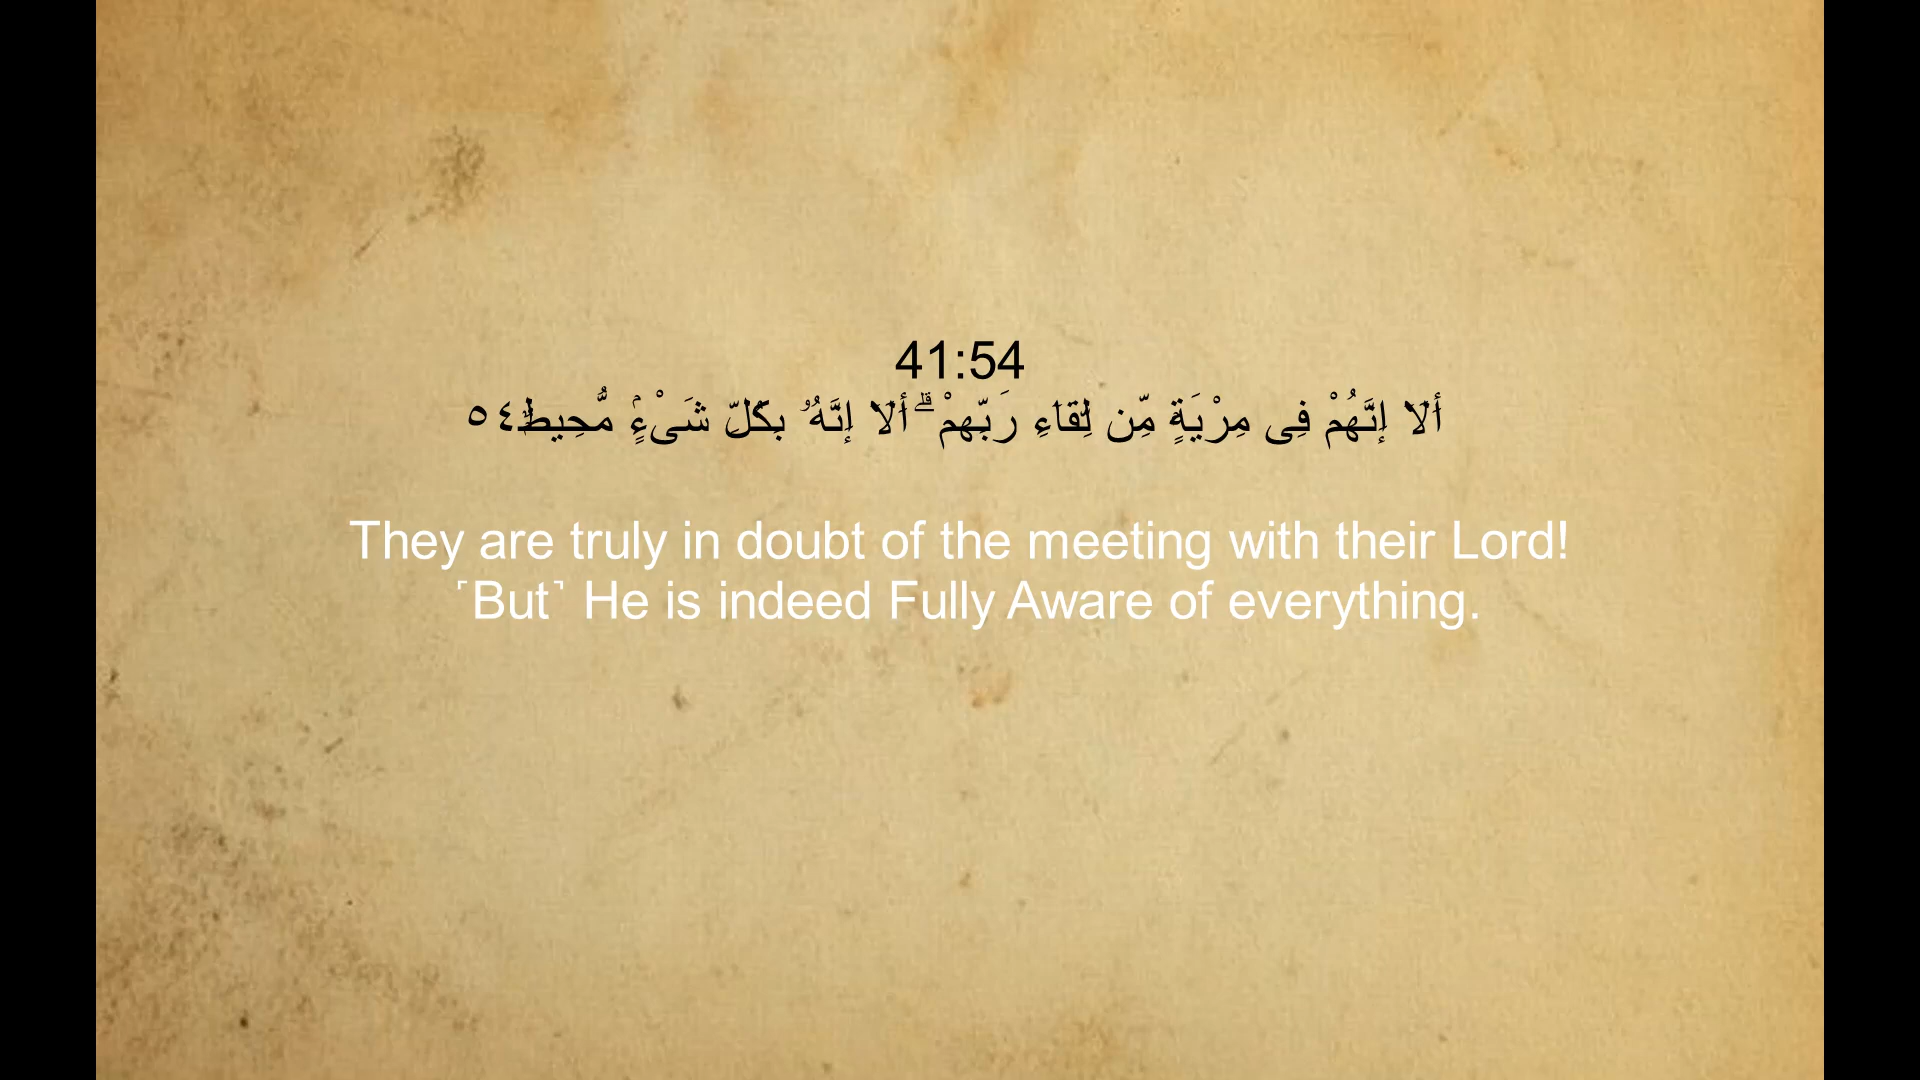 41:54
أَلَآ إِنَّهُمْ فِى مِرْيَةٍۢ مِّن لِّقَآءِ رَبِّهِمْ ۗ أَلَآ إِنَّهُۥ بِكُلِّ شَىْءٍۢ مُّحِيطٌۢ ٥٤
They are truly in doubt of the meeting with their Lord!
˹But˺ He is indeed Fully Aware of everything.